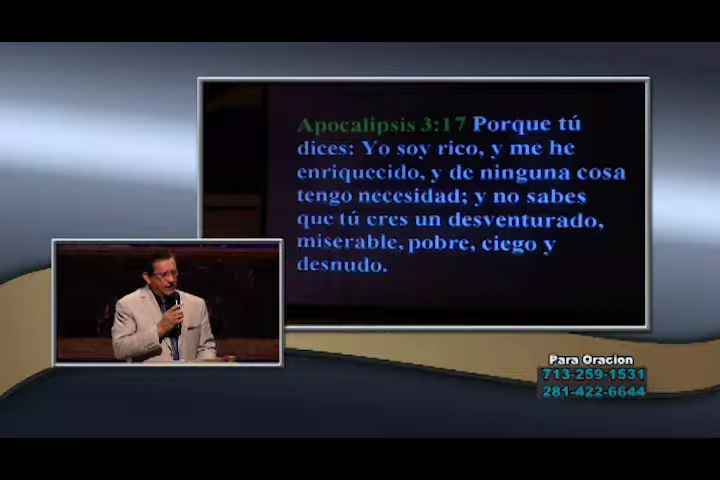 Apocalipsis 3:17 Porque tú
dices: Yo soy rico, y me he
enriquecido, y de ninguna cosa
tengo necesidad; y no sabes
que tú eres un desventurado,
miserable, pobre, ciego y
desnudo.
Para Oracion
713-259-1531
281-422-6644